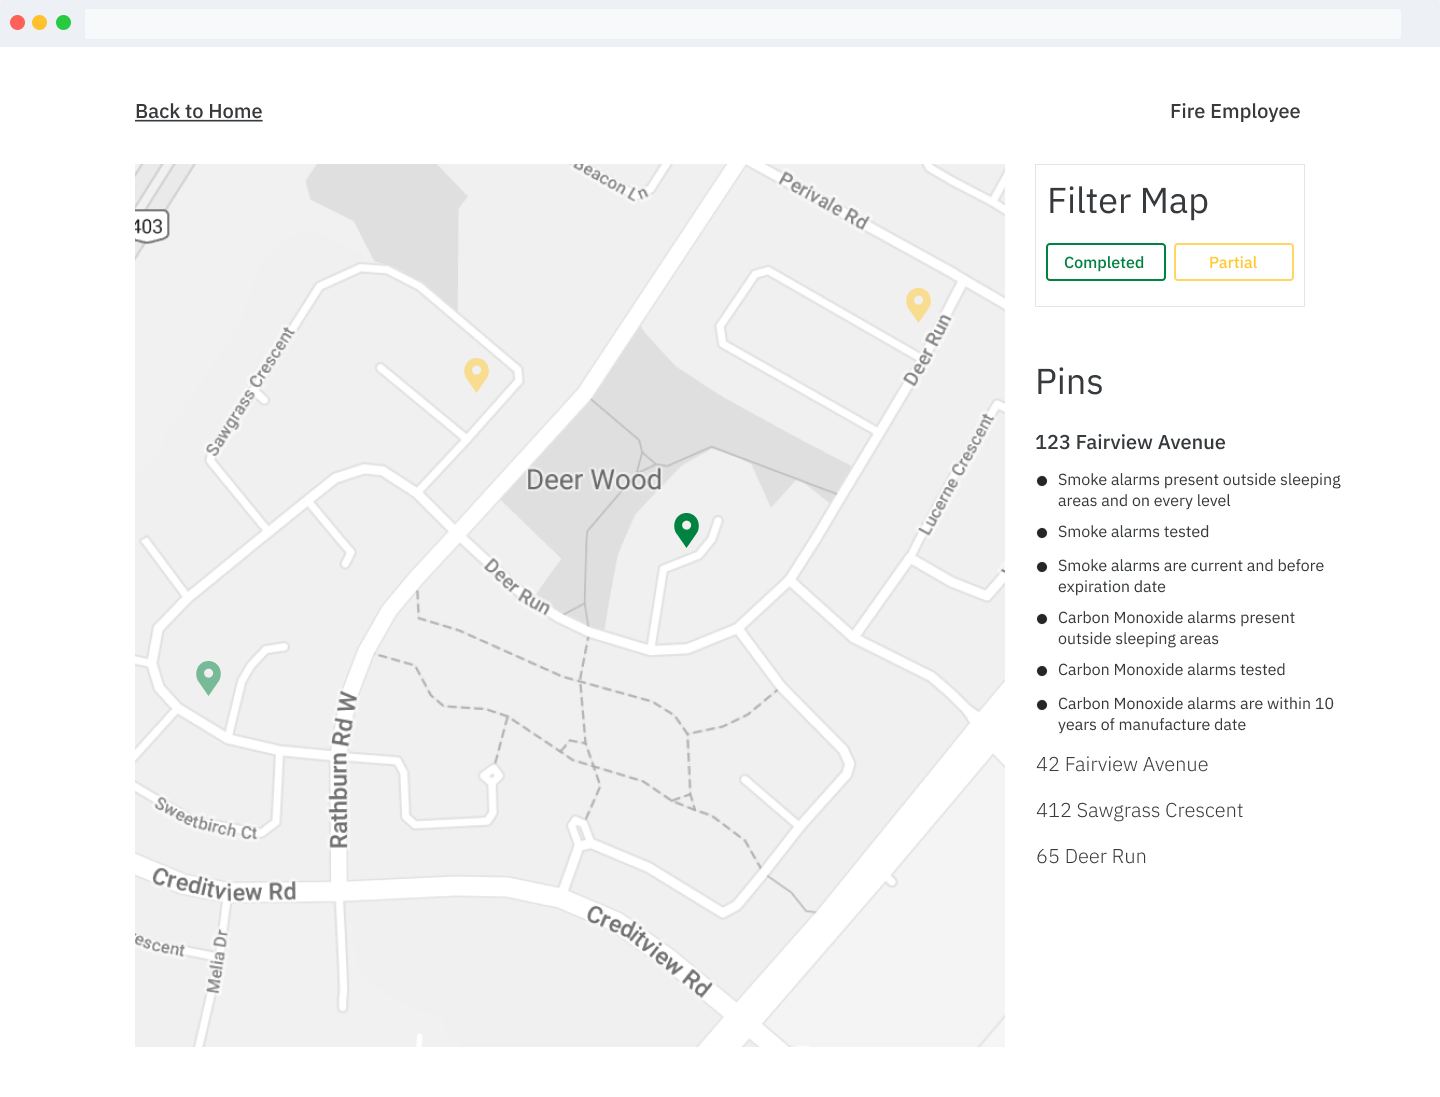 Back to Home
Fire Employee
Beacon Ln
Perivale Rd
403
Filter Map
Completed
Partial
Deer Run
Sawgrass Crescent
Pins
Lucerne Crescent
123 Fairview Avenue
Deer Wood
Smoke alarms present outside sleeping
areas and on every level
Smoke alarms tested
Deer Run
Smoke alarms are current and before
expiration date
Carbon Monoxide alarms present
outside sleeping areas
Carbon Monoxide alarms tested
Rathburn Rd W
Carbon Monoxide alarms are within 10
years of manufacture date
42 Fairview Avenue
Sweetbirch Ct
412 Sawgrass Crescent
65 Deer Run
Creditview Rd
Creditview Rd
escent
Melia Dr